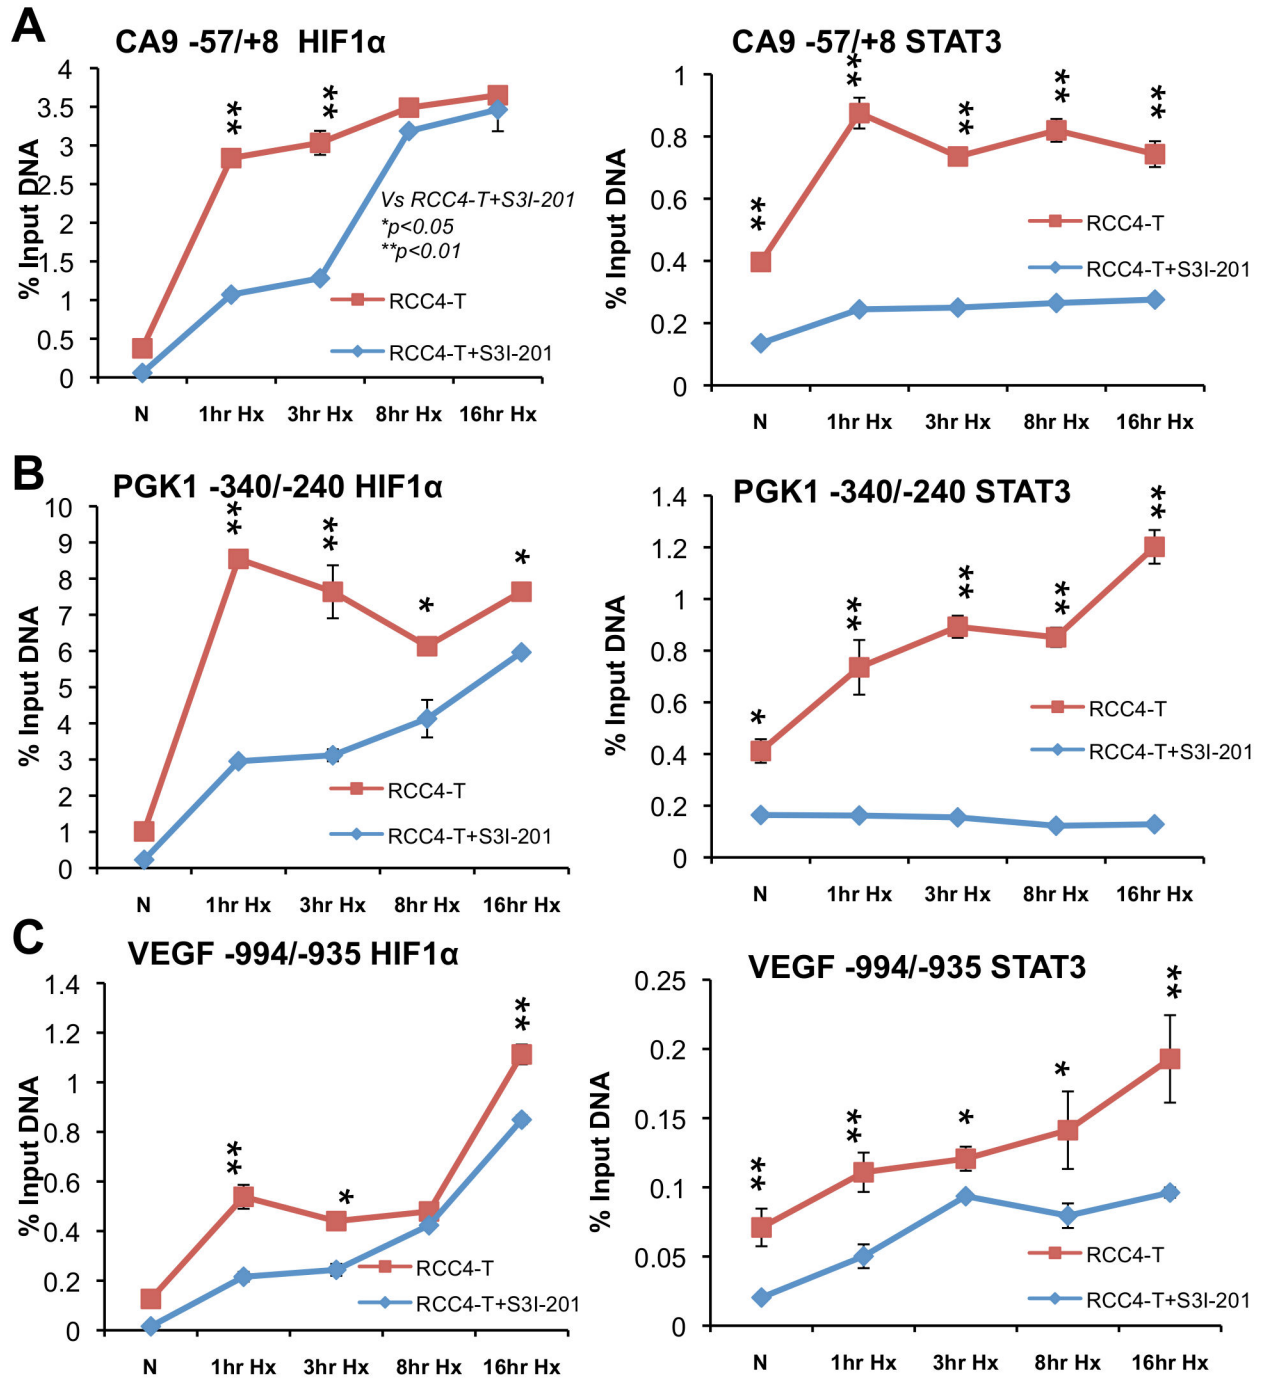 A
CA9 -57/+8 HIF1α
4
3.5
3
2.5
2
1.5
1
0.5
0
% Input DNA
**
**
Vs RCC4-T+S3I-201
*p<0.05
**p<0.01
RCC4-T
RCC4-T+S3I-201
N 1hr Hx 3hr Hx 8hr Hx 16hr Hx
CA9 -57/+8 STAT3
1
0.8
0.6
0.4
0.2
0
% Input DNA
**
**
**
**
**
RCC4-T
RCC4-T+S3I-201
N 1hr Hx 3hr Hx 8hr Hx 16hr Hx
B
PGK1 -340/-240 HIF1α
10
9
8
7
6
5
4
3
2
1
0
% Input DNA
**
**
*
*
RCC4-T
RCC4-T+S3I-201
N 1hr Hx 3hr Hx 8hr Hx 16hr Hx
PGK1 -340/-240 STAT3
1.4
1.2
1
0.8
0.6
0.4
0.2
0
% Input DNA
*
**
**
**
**
RCC4-T
RCC4-T+S3I-201
N 1hr Hx 3hr Hx 8hr Hx 16hr Hx
C
VEGF -994/-935 HIF1α
1.4
1.2
1
0.8
0.6
0.4
0.2
0
% Input DNA
**
*
**
RCC4-T
RCC4-T+S3I-201
N 1hr Hx 3hr Hx 8hr Hx 16hr Hx
VEGF -994/-935 STAT3
0.25
0.2
0.15
0.1
0.05
0
% Input DNA
**
**
*
*
**
RCC4-T
RCC4-T+S3I-201
N 1hr Hx 3hr Hx 8hr Hx 16hr Hx